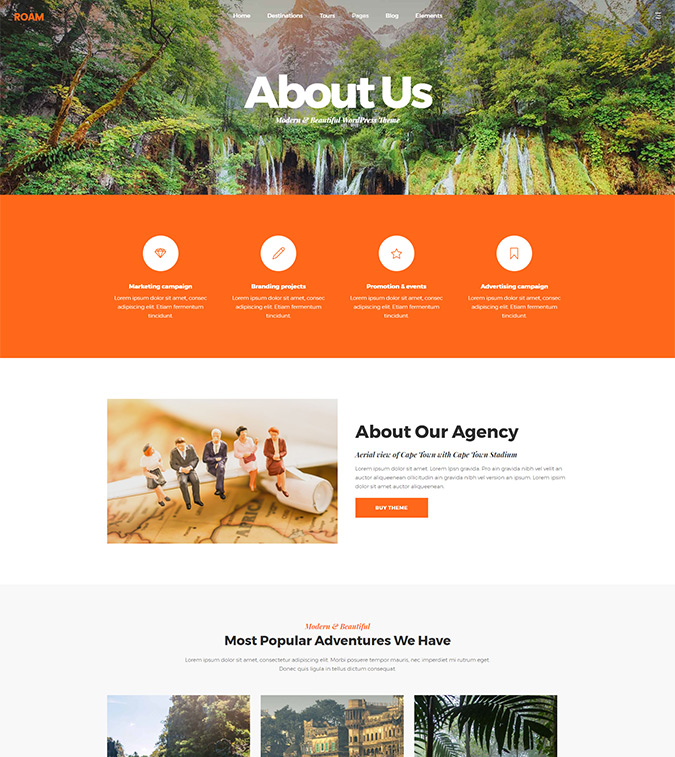 ROAM
Home Destinations Tours Pages Blog Elements
About Us
Modern & Beautiful WordPress Theme
Marketing campaign
Lorem ipsum dolor sit amet, consec
adipiscing elit. Etiam fermentum
tincidunt.
Branding projects
Lorem ipsum dolor sit amet, consec
adipiscing elit. Etiam fermentum
tincidunt.
Promotion & events
Lorem ipsum dolor sit amet, consec
adipiscing elit. Etiam fermentum
tincidunt.
Advertising campaign
Lorem ipsum dolor sit amet, consec
adipiscing elit. Etiam fermentum
tincidunt.
AFRICA
About Our Agency
Aerial view of Cape Town with Cape Town Stadium
Lorem ipsum dolor sit amet. Lorem Ipsn gravida. Pro ain gravida nibh vel velit an
auctor aliqueenean ollicitudin ain gravida nibh vel version an ipsum. Lorem ipsum
dolor sit amet auctor aliquenean.
BUY THEME
Modern & Beautiful
Most Popular Adventures We Have
Lorem ipsum dolor sit amet, consectetur adipiscing elit. Morbi posuere tempor mauris, nec imperdiet mi rutrum eget.
Donec quis ligula in tellus dictum consequat.